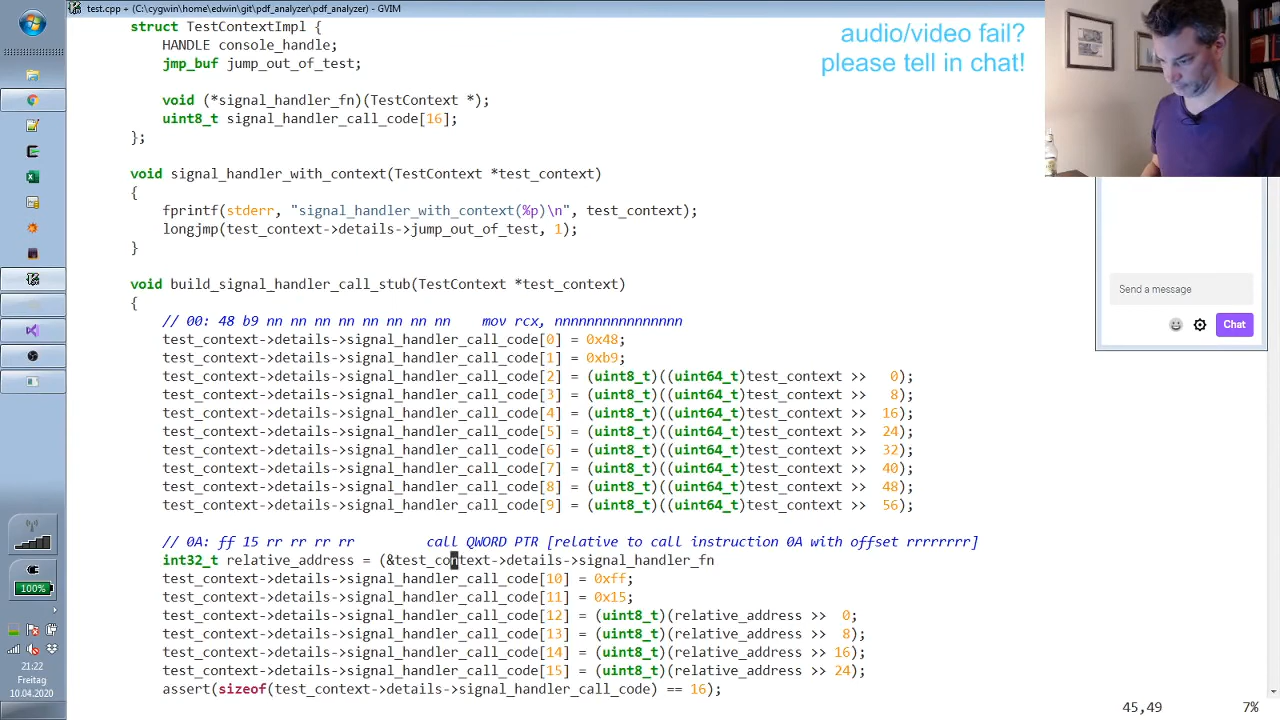 test.cpp + (C:\cygwin\home\edwin\git\pdf_analyzer\pdf_analyzer) - GVIM
audio/video fail?
please tell in chat!
struct TestContextImpl {
HANDLE console_handle;
jmp_buf jump_out_of_test;
void (*signal_handler_fn)(TestContext *);
uint8_t signal_handler_call_code[16];
};
void signal_handler_with_context(TestContext *test_context)
{
fprintf(stderr, "signal_handler_with_context(%p)\n", test_context);
longjmp(test_context->details->jump_out_of_test, 1);
}
void build_signal_handler_call_stub(TestContext *test_context)
{
// 00: 48 b9 nn nn nn nn nn nn nn nn    mov rcx, nnnnnnnnnnnnnnnn
test_context->details->signal_handler_call_code[0] = 0x48;
test_context->details->signal_handler_call_code[1] = 0xb9;
test_context->details->signal_handler_call_code[2] = (uint8_t)((uint64_t)test_context >>   0);
test_context->details->signal_handler_call_code[3] = (uint8_t)((uint64_t)test_context >>   8);
test_context->details->signal_handler_call_code[4] = (uint8_t)((uint64_t)test_context >>  16);
test_context->details->signal_handler_call_code[5] = (uint8_t)((uint64_t)test_context >>  24);
test_context->details->signal_handler_call_code[6] = (uint8_t)((uint64_t)test_context >>  32);
test_context->details->signal_handler_call_code[7] = (uint8_t)((uint64_t)test_context >>  40);
test_context->details->signal_handler_call_code[8] = (uint8_t)((uint64_t)test_context >>  48);
test_context->details->signal_handler_call_code[9] = (uint8_t)((uint64_t)test_context >>  56);
// 0A: ff 15 rr rr rr rr         call QWORD PTR [relative to call instruction 0A with offset rrrrrrrr]
int32_t relative_address = (&test_context->details->signal_handler_fn
test_context->details->signal_handler_call_code[10] = 0xff;
test_context->details->signal_handler_call_code[11] = 0x15;
test_context->details->signal_handler_call_code[12] = (uint8_t)(relative_address >>  0);
test_context->details->signal_handler_call_code[13] = (uint8_t)(relative_address >>  8);
test_context->details->signal_handler_call_code[14] = (uint8_t)(relative_address >> 16);
test_context->details->signal_handler_call_code[15] = (uint8_t)(relative_address >> 24);
assert(sizeof(test_context->details->signal_handler_call_code) == 16);
45,49 7%
Send a message
Chat
100%
21:22
Freitag
10.04.2020